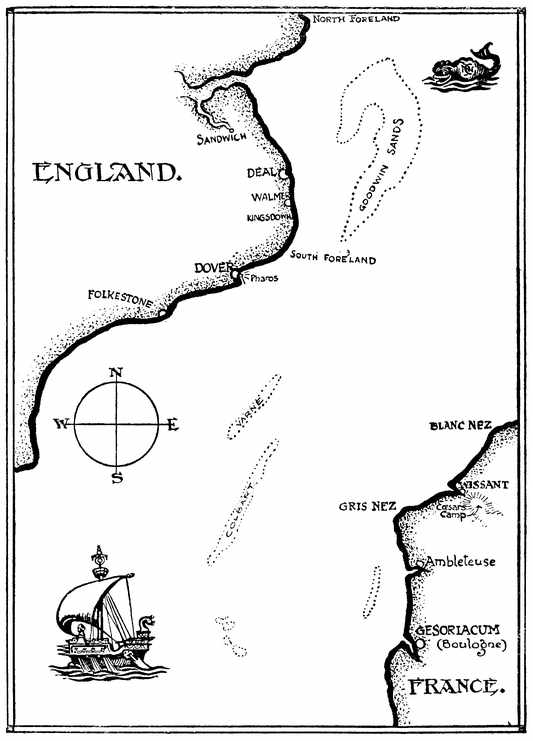 NORTH FORELAND
SANDWICH
GOODWIN SANDS
ENGLAND.
DEAL
WALMER
KINGSDOWN
SOUTH FORELAND
DOVER
Pharos
FOLKESTONE
N
W
E
S
VARNE
COLBART
BLANC NEZ
WISSANT
GRIS NEZ
Cæsars
Camp
Ambleteuse
GESORIACUM
(Boulogne)
FRANCE.